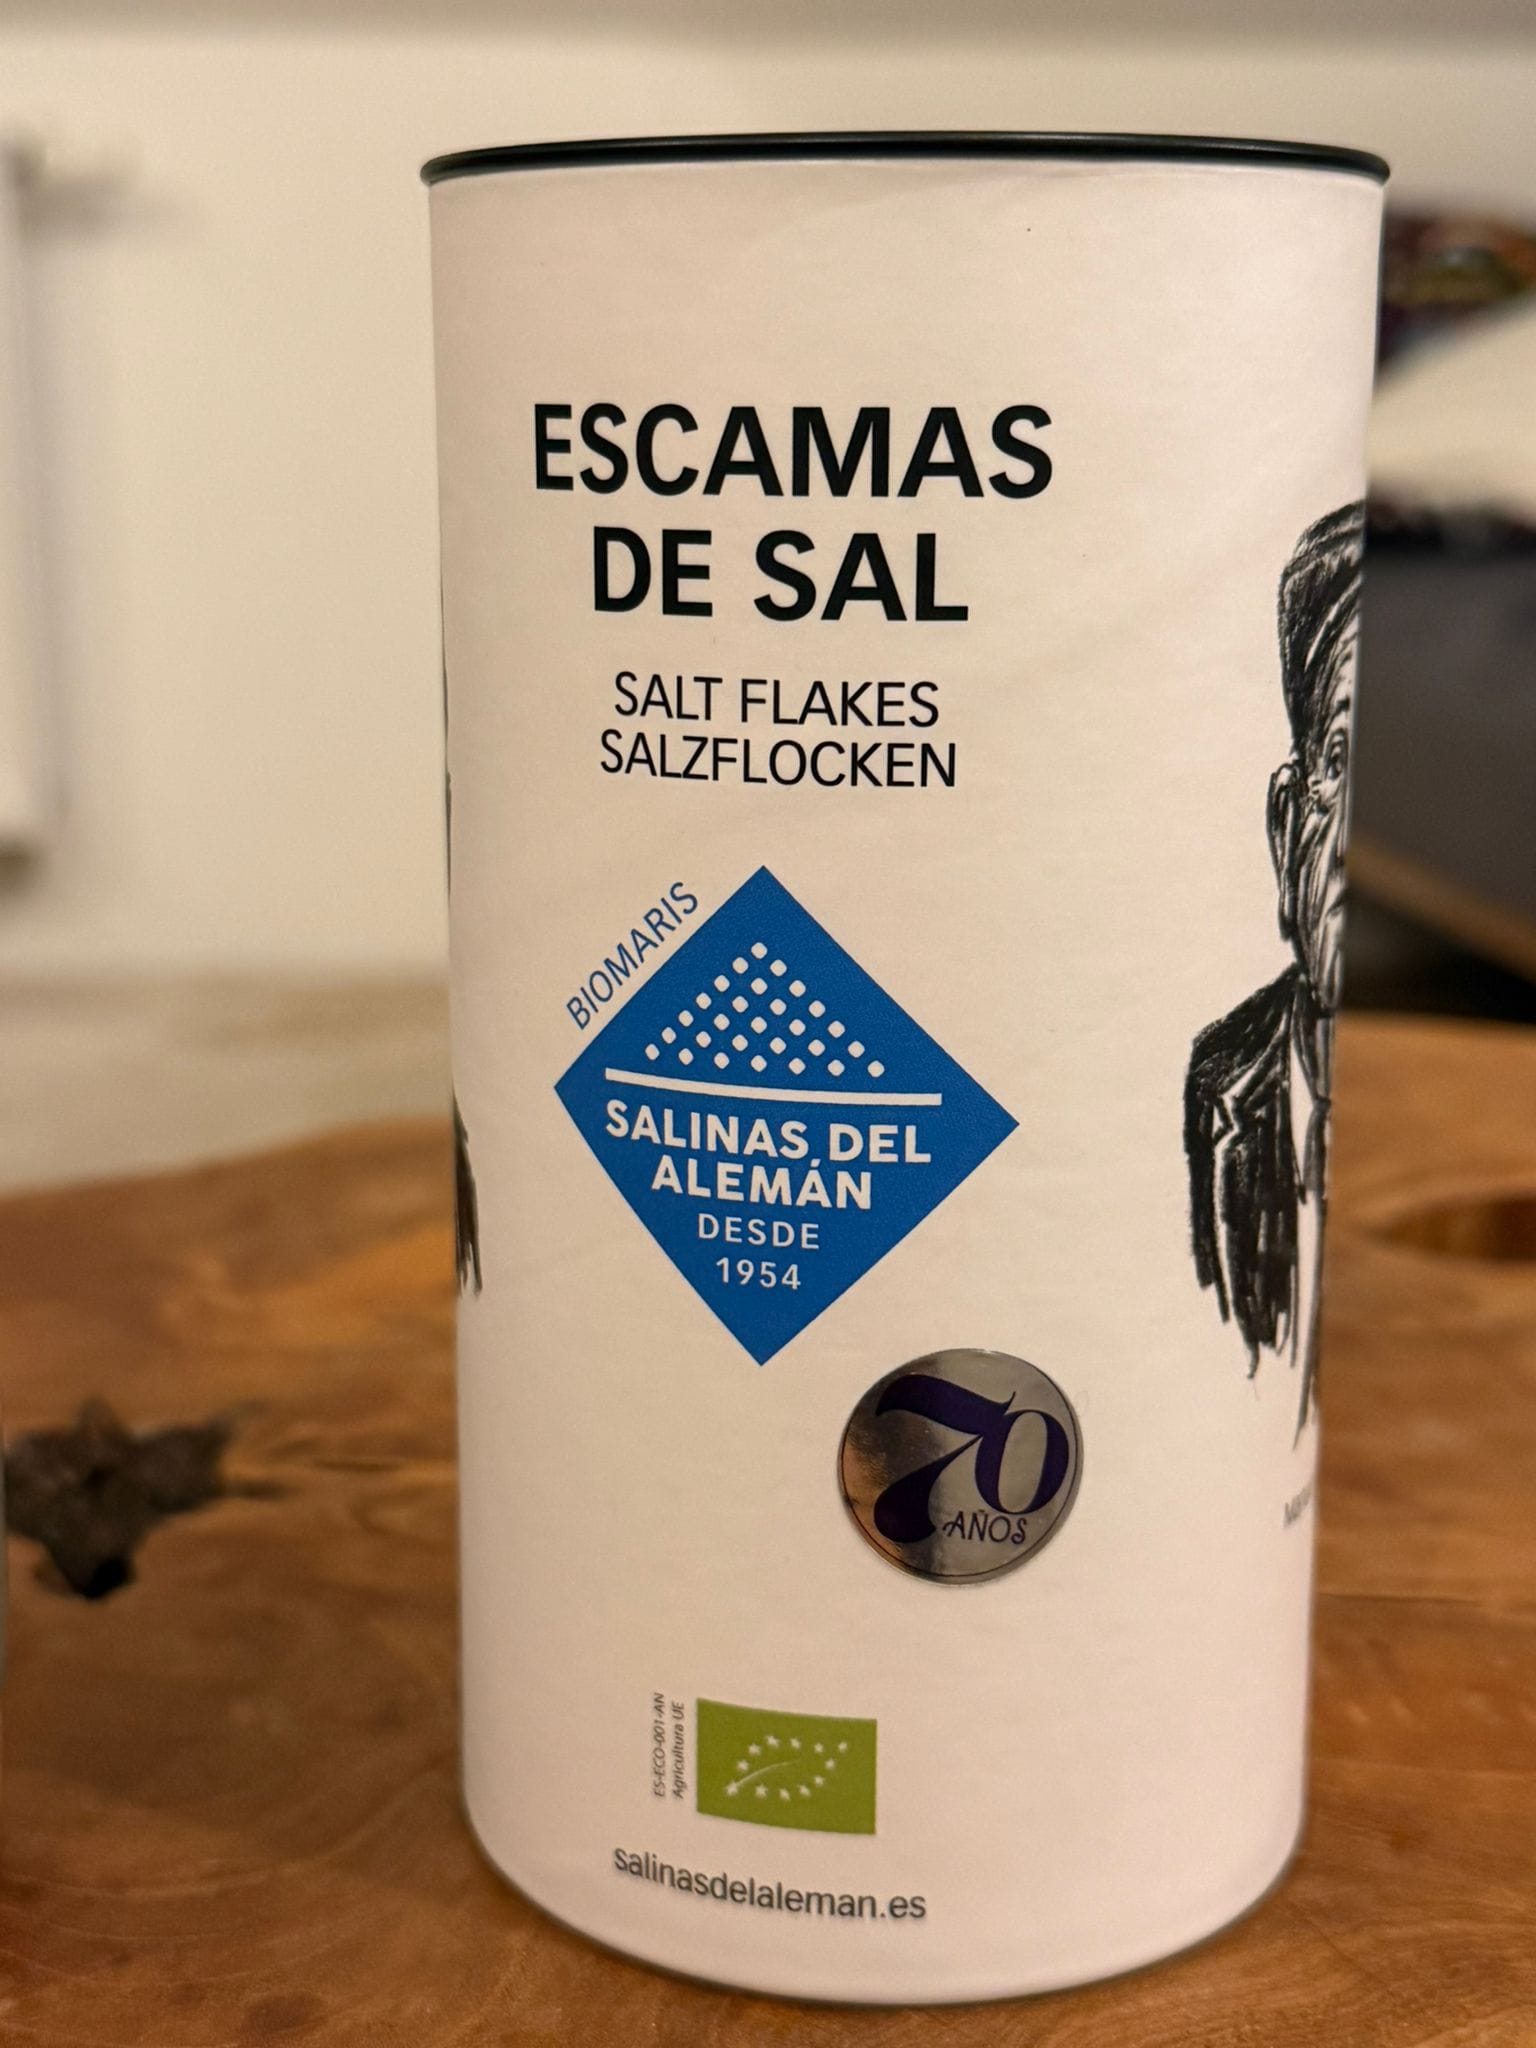 ESCAMAS
DE SAL
SALT FLAKES
SALZFLOCKEN
BIOMARIS
SALINAS DEL
ALEMÁN
DESDE
1954
70
AÑOS
ES-ECO-001-AN
Agricultura UE
salinasdelaleman.es